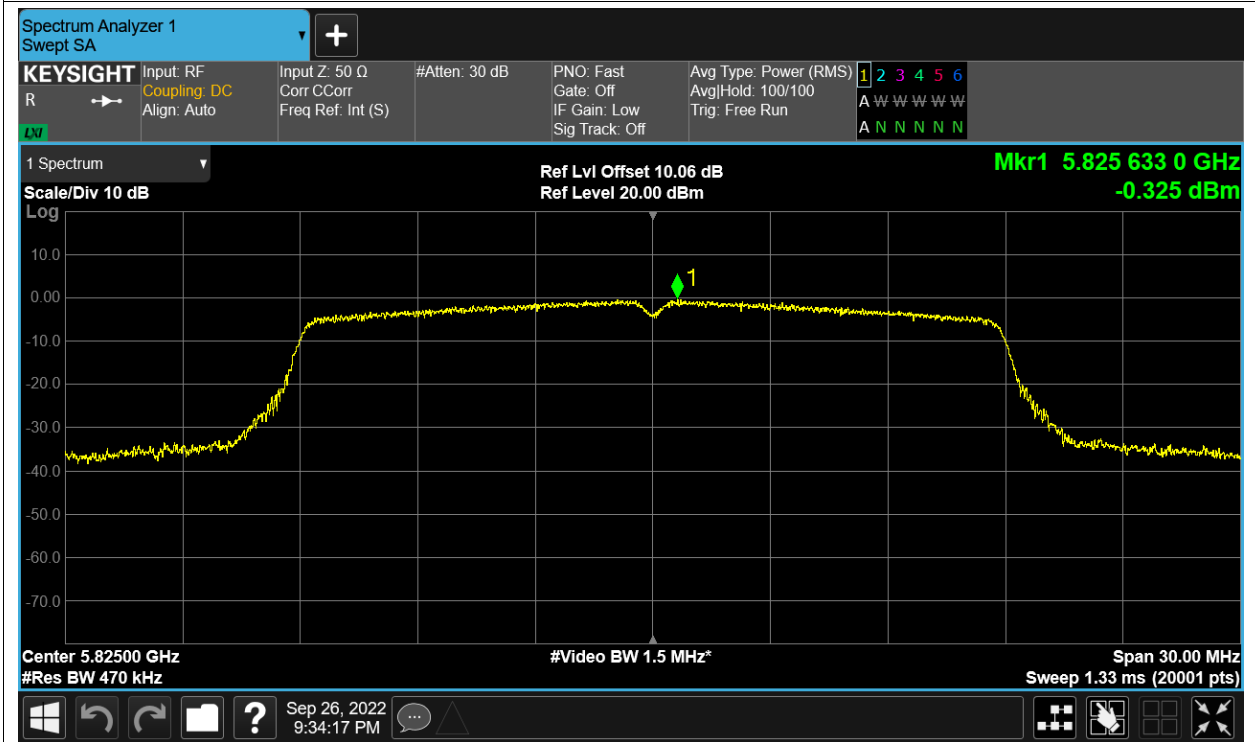 Spectrum Analyzer 1
Swept SA
+
KEYSIGHT
R
LXI
Input: RF
Coupling: DC
Align: Auto
Input Z: 50 Ω
Corr CCorr
Freq Ref: Int (S)
#Atten: 30 dB
PNO: Fast
Gate: Off
IF Gain: Low
Sig Track: Off
Avg Type: Power (RMS)
Avg|Hold: 100/100
Trig: Free Run
1 2 3 4 5 6
A W W W W W
A N N N N N
1 Spectrum
Scale/Div 10 dB
Log
Ref Lvl Offset 10.06 dB
Ref Level 20.00 dBm
Mkr1 5.825 633 0 GHz
-0.325 dBm
10.0
0.00
-10.0
-20.0
-30.0
-40.0
-50.0
-60.0
-70.0
1
Center 5.82500 GHz
#Res BW 470 kHz
#Video BW 1.5 MHz*
Span 30.00 MHz
Sweep 1.33 ms (20001 pts)
?
Sep 26, 2022
9:34:17 PM